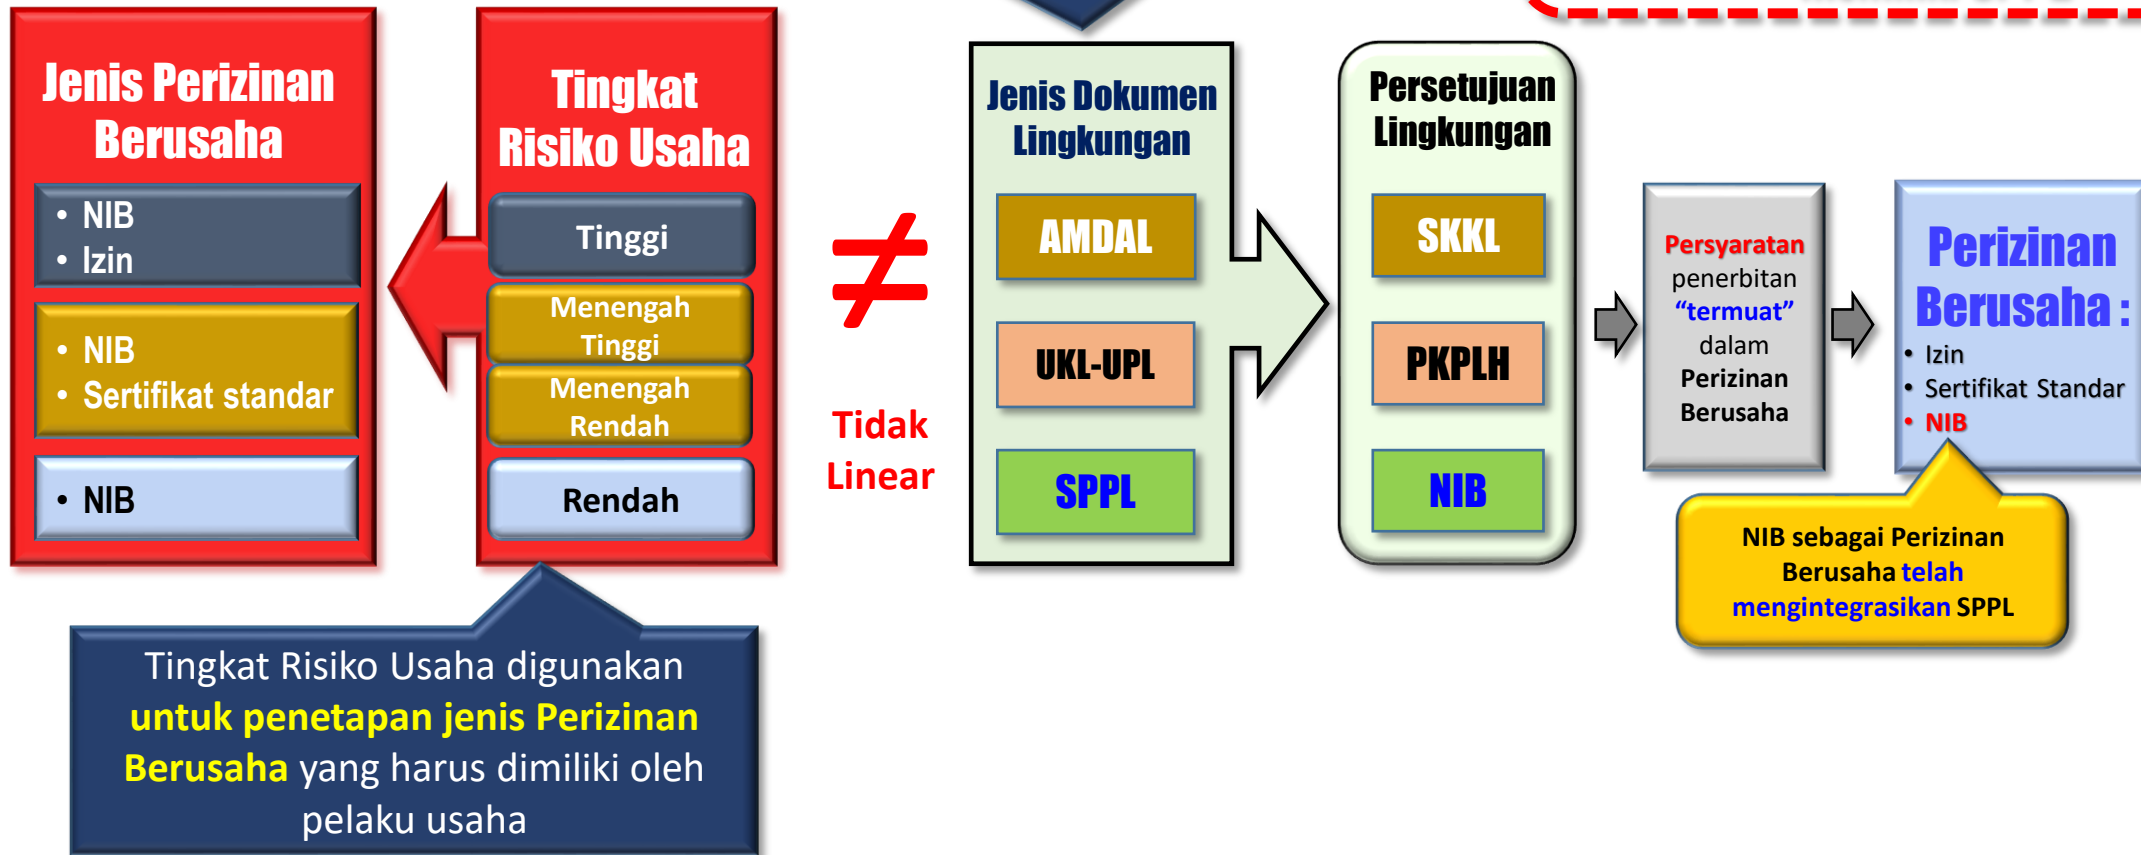 Jenis Perizinan
Berusaha
• NIB
• Izin
• NIB
• Sertifikat standar
• NIB
Tingkat
Risiko Usaha
Tinggi
Menengah
Tinggi
Menengah
Rendah
Rendah
Tingkat Risiko Usaha digunakan
untuk penetapan jenis Perizinan
Berusaha yang harus dimiliki oleh
pelaku usaha
≠
Tidak
Linear
Jenis Dokumen
Lingkungan
AMDAL
UKL-UPL
SPPL
Persetujuan
Lingkungan
SKKL
PKPLH
NIB
Persyaratan
penerbitan
“termuat”
dalam
Perizinan
Berusaha
Perizinan
Berusaha :
• Izin
• Sertifikat Standar
• NIB
NIB sebagai Perizinan
Berusaha telah
mengintegrasikan SPPL